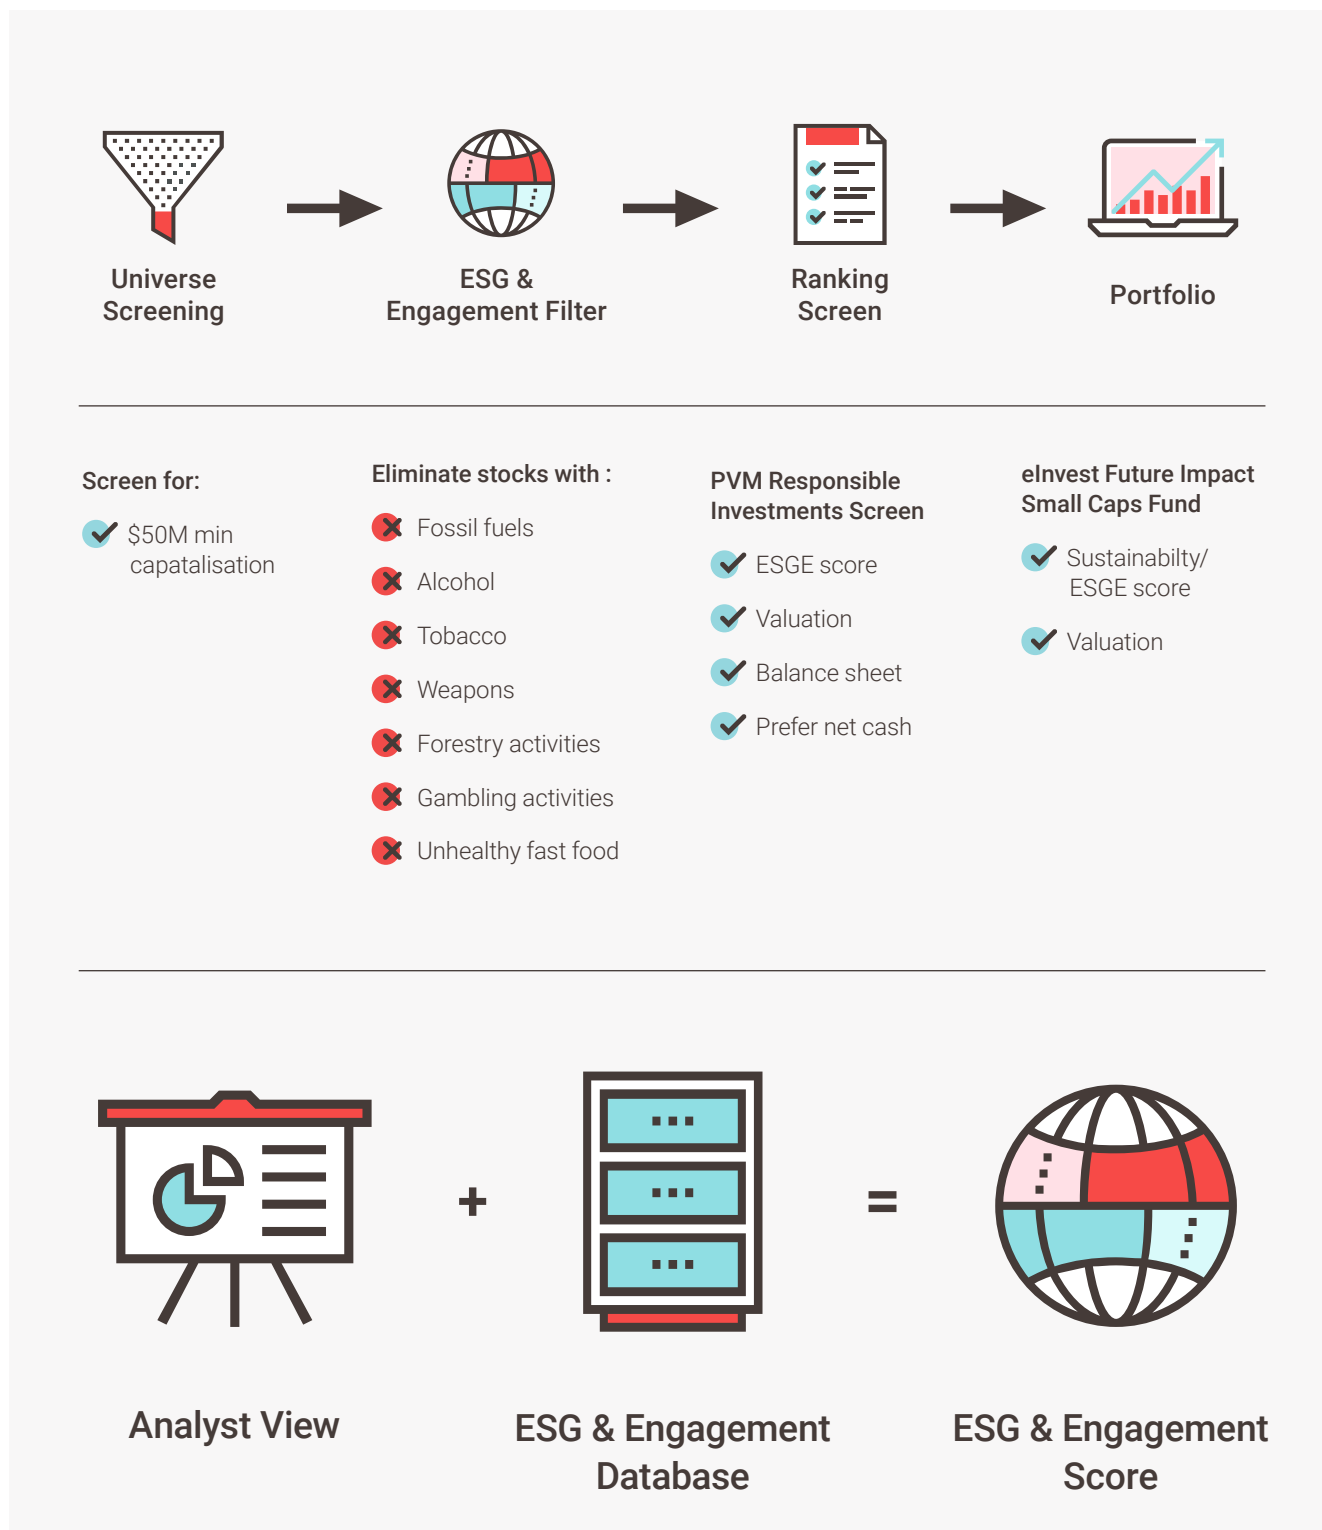 Universe
Screening
ESG &
Engagement Filter
Ranking
Screen
Portfolio
Screen for:
$50M min
capatalisation
Eliminate stocks with :
Fossil fuels
Alcohol
Tobacco
Weapons
Forestry activities
Gambling activities
Unhealthy fast food
PVM Responsible
Investments Screen
ESGE score
Valuation
Balance sheet
Prefer net cash
eInvest Future Impact
Small Caps Fund
Sustainabilty/
ESGE score
Valuation
Analyst View
+
ESG & Engagement
Database
=
ESG & Engagement
Score